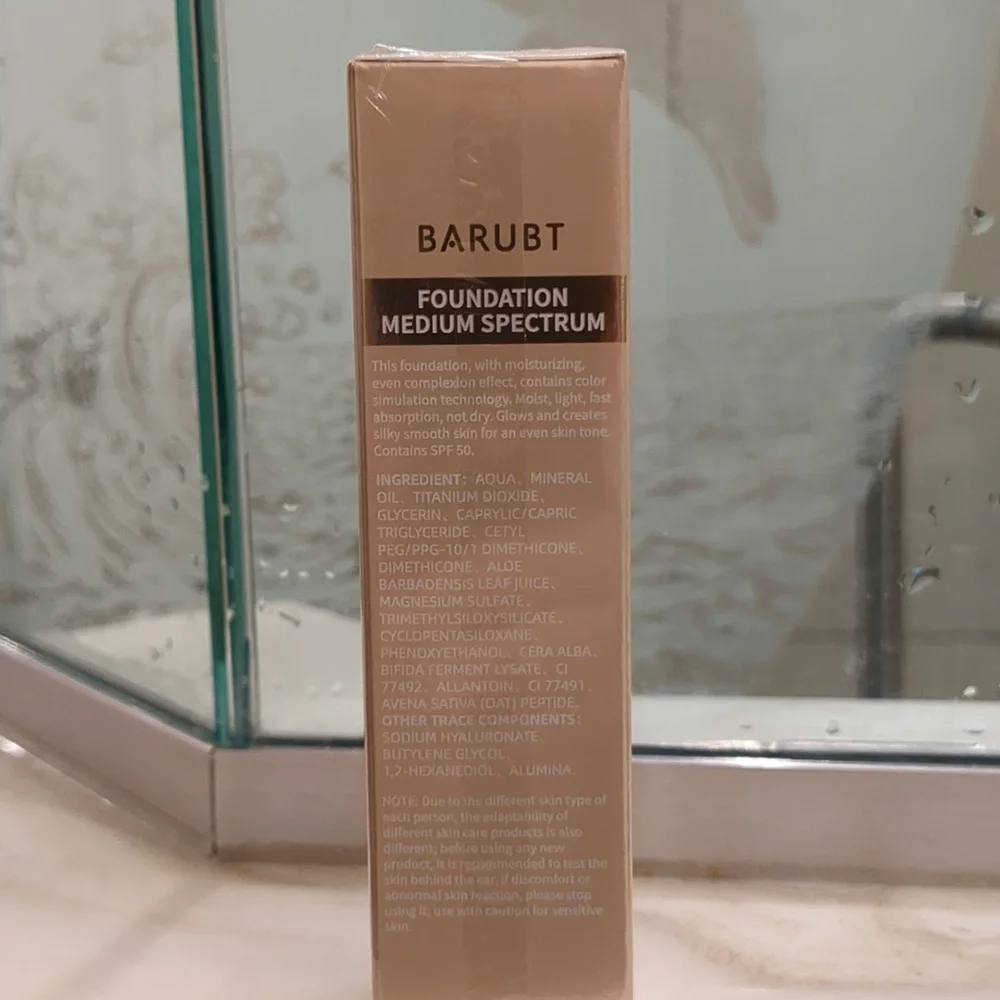 BARUBT
FOUNDATION
MEDIUM SPECTRUM
This foundation, with moisturizing,
even complexion effect, contains color
simulation technology. Moist, light, fast
absorption, not dry. Glows and creates
silky smooth skin for an even skin tone.
Contains SPF 50.
INGREDIENT: AQUA、MINERAL
OIL、TITANIUM DIOXIDE、
GLYCERIN、CAPRYLIC/CAPRIC
TRIGLYCERIDE、CETYL
PEG/PPG-10/1 DIMETHICONE、
DIMETHICONE、ALOE
BARBADENSIS LEAF JUICE、
MAGNESIUM SULFATE、
TRIMETHYLSILOXYSILICATE、
CYCLOPENTASILOXANE、
PHENOXYETHANOL、CERA ALBA、
BIFIDA FERMENT LYSATE、CI
77492、ALLANTOIN、CI 77491、
AVENA SATIVA (OAT) PEPTIDE.
OTHER TRACE COMPONENTS:
SODIUM HYALURONATE、
BUTYLENE GLYCOL、
1,2-HEXANEDIOL、ALUMINA.
NOTE: Due to the different skin type of
each person, the adaptability of
different skin care products is also
different, before using any new
product, it is recommended to test the
skin behind the ear, if discomfort or
abnormal skin reaction, please stop
using it; use with caution for sensitive
skin.